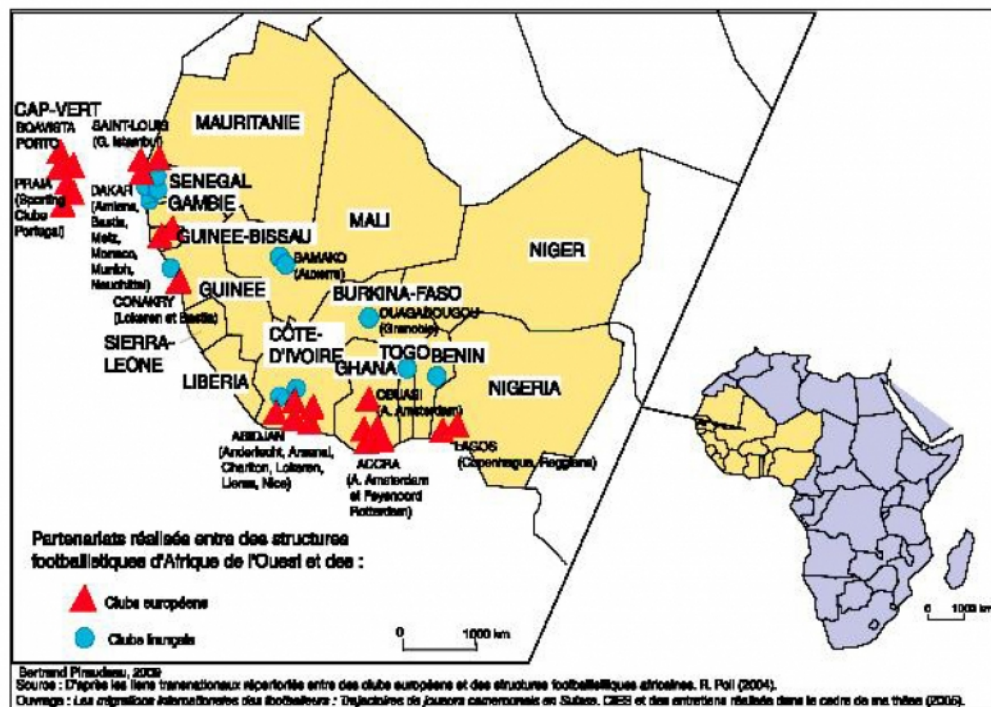 CAP-VERT
BOAVISTA
PORTO
SAINT-LOUIS
(G. Istambul)
MAURITANIE
PRAIA
(Sporting
Clube
Portugal)
DAKAR
(Amiens,
Bastia,
Metz,
Monaco,
Munich,
Neuchâtel)
SENEGAL
GAMBIE
GUINEE-BISSAU
MALI
NIGER
BAMAKO
(Auxerre)
GUINEE
CONAKRY
(Lokeren et Bastia)
BURKINA-FASO
OUAGADOUGOU
(Grenoble)
SIERRA-
LEONE
CÔTE-
D'IVOIRE
TOGO
BENIN
GHANA
LIBERIA
NIGERIA
OBUASI
(A. Amsterdam)
ABIDJAN
(Anderlecht, Arsenal,
Charlton, Lokeren,
Lierse, Nice)
ACCRA
(A. Amsterdam
et Feyenoord
Rotterdam)
LAGOS
(Copenhague, Reggiana)
Partenariats réalisés entre des structures
footballistiques d'Afrique de l'Ouest et des :
Clubs européens
Clubs français
0 1000 km
0 1000 km
Bertrand Piraudeau, 2009
Source : D'après les liens transnationaux répertoriés entre des clubs européens et des structures footballistiques africaines. R. Poli (2004).
Ouvrage : Les migrations internationales des footballeurs : Trajectoires de joueurs camerounais en Suisse. CIES et des entretiens réalisés dans le cadre de ma thèse (2005).